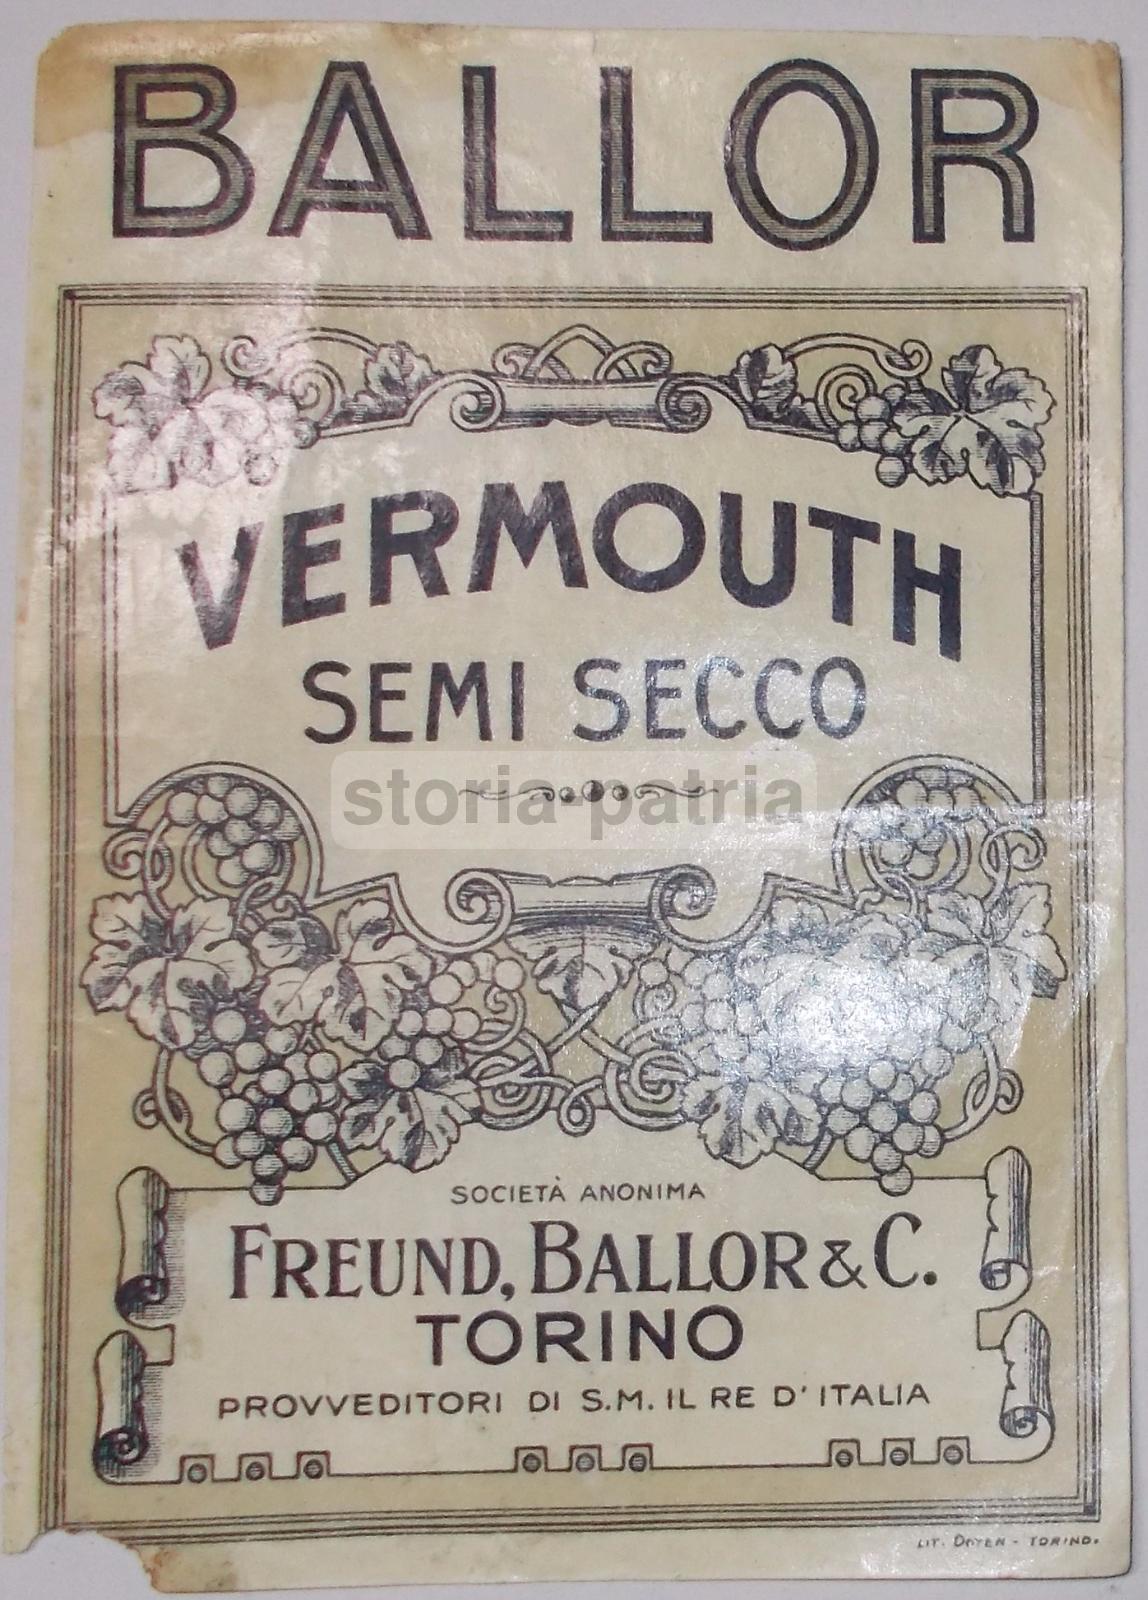 BALLOR
VERMOUTH
SEMI SECCO
storia-patria
SOCIETÀ ANONIMA
FREUND, BALLOR & C.
TORINO
PROVVEDITORI DI S.M. IL RE D'ITALIA
LIT. DOYEN - TORINO.